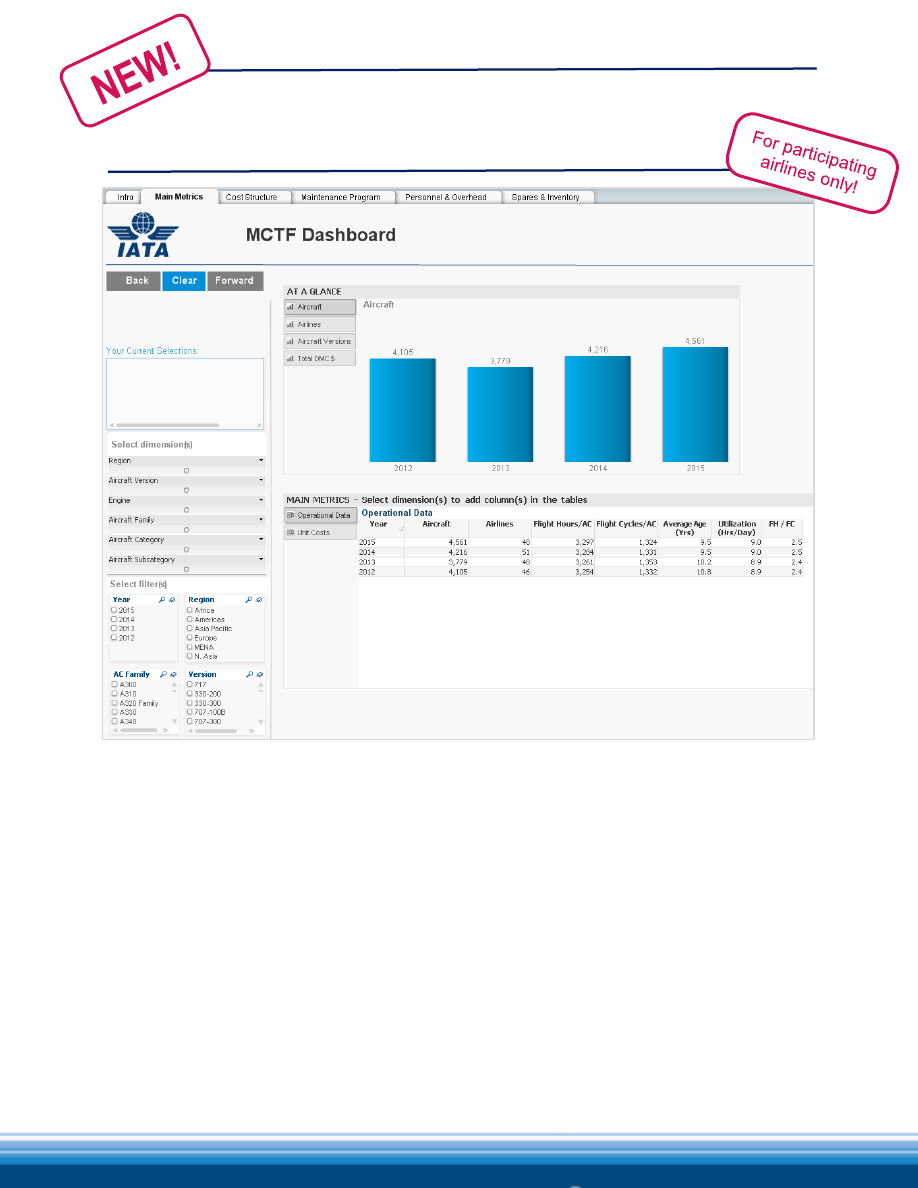 NEW!
For participating
airlines only!
Intro Main Metrics Cost Structure Maintenance Program Personnel & Overhead Spares & Inventory
IATA
MCTF Dashboard
Back Clear Forward
AT A GLANCE
Aircraft
Airlines
Aircraft Versions
Total DMC $
Aircraft
4,105
3,779
4,216
4,561
2012 2013 2014 2015
Your Current Selections:
Select dimension(s)
Region
Aircraft Version
Engine
Aircraft Family
Aircraft Category
Aircraft Subcategory
MAIN METRICS - Select dimension(s) to add column(s) in the tables
Operational Data
Unit Costs
Operational Data
Year Aircraft Airlines Flight Hours/AC Flight Cycles/AC Average Age (Yrs) Utilization (Hrs/Day) FH / FC
2015 4,561 48 3,297 1,324 9.5 9.0 2.5
2014 4,216 51 3,284 1,331 9.5 9.0 2.5
2013 3,779 48 3,261 1,353 10.2 8.9 2.4
2012 4,105 46 3,254 1,332 10.8 8.9 2.4
Select filter(s)
Year
2015
2014
2013
2012
Region
Africa
Americas
Asia Pacific
Europe
MENA
N. Asia
AC Family
A300
A310
A320 Family
A330
A340
Version
717
330-200
330-300
707-100B
707-300